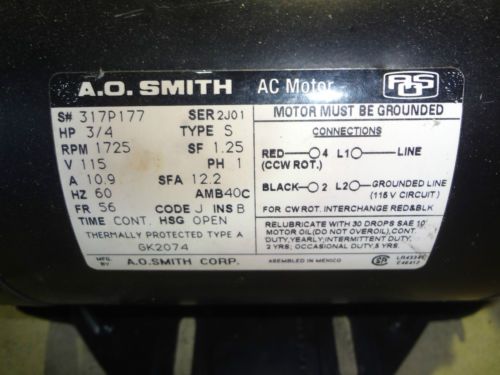 A.O. SMITH AC Motor AOS
S# 317P177 SER 2J01
HP 3/4 TYPE S
RPM 1725 SF 1.25
V 115 PH 1
A 10.9 SFA 12.2
HZ 60 AMB40C
FR 56 CODE J INS B
TIME CONT. HSG OPEN
THERMALLY PROTECTED TYPE A
GK2074
MFG. BY A.O. SMITH CORP.
MOTOR MUST BE GROUNDED
CONNECTIONS
RED 4 L1 LINE
(CCW ROT.)
BLACK 2 L2 GROUNDED LINE
(115 V CIRCUIT)
FOR CW ROT. INTERCHANGE RED&BLK
RELUBRICATE WITH 30 DROPS SAE 10
MOTOR OIL(DO NOT OVEROIL),CONT.
DUTY,YEARLY;INTERMITTENT DUTY,
2 YRS; OCCASIONAL DUTY,5 YRS.
ASSEMBLED IN MEXICO